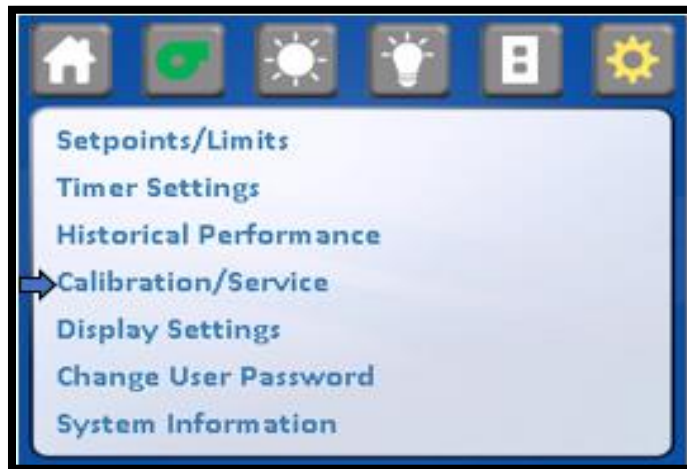 Setpoints/Limits
Timer Settings
Historical Performance
Calibration/Service
Display Settings
Change User Password
System Information